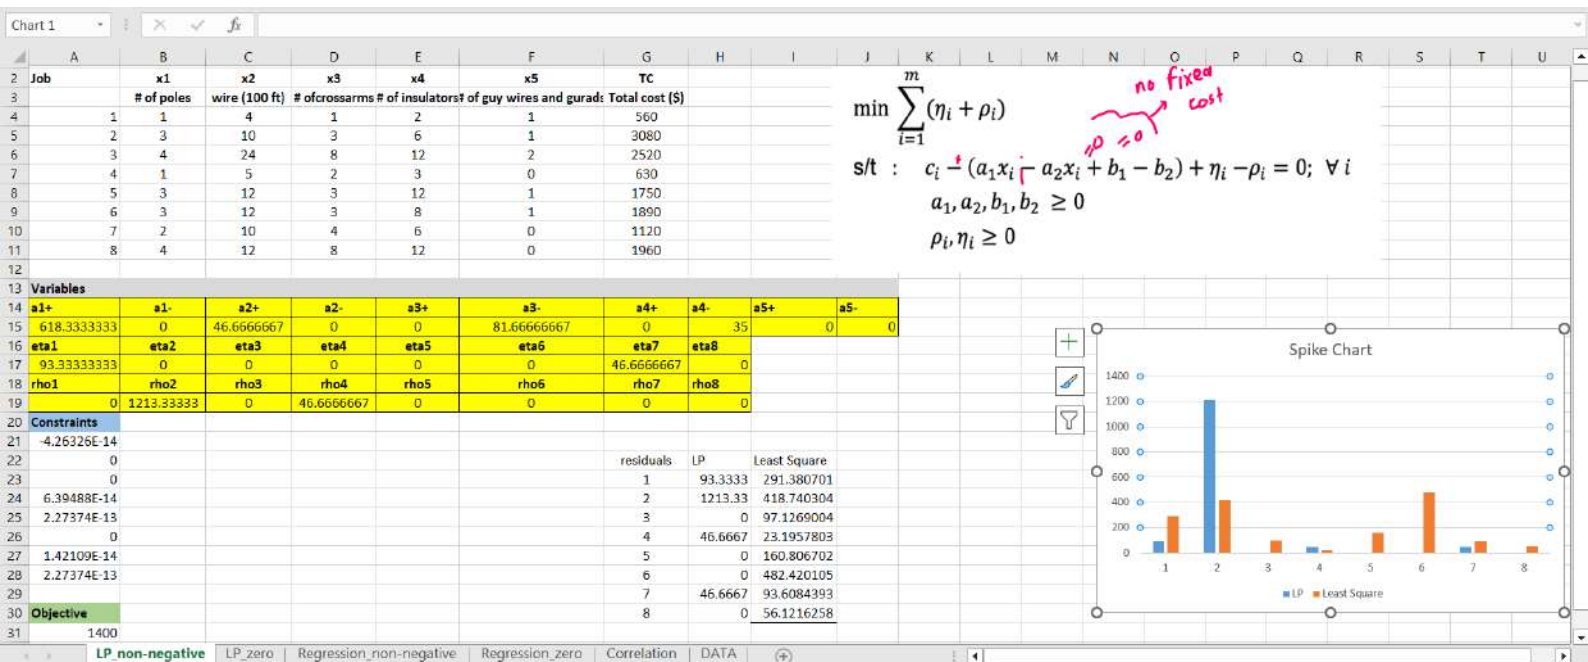 Chart 1 fx
A B C D E F G H I J K L M N O P Q R S T U
2 Job x1 x2 x3 x4 x5 TC
3 # of poles wire (100 ft) # ofcrossarms # of insulators # of guy wires and gurads Total cost ($)
4 1 1 4 1 2 1 560
5 2 3 10 3 6 1 3080
6 3 4 24 8 12 2 2520
7 4 1 5 2 3 0 630
8 5 3 12 3 12 1 1750
9 6 3 12 3 8 1 1890
10 7 2 10 4 6 0 1120
11 8 4 12 8 12 0 1960
12
no fixed
cost
=0 =0
min ∑ᵢ₌₁ᵐ (ηᵢ + ρᵢ)
s/t : cᵢ − (a₁xᵢ − a₂xᵢ + b₁ − b₂) + ηᵢ −ρᵢ = 0; ∀ i
a₁, a₂, b₁, b₂ ≥ 0
ρᵢ, ηᵢ ≥ 0
13 Variables
14 a1+ a1- a2+ a2- a3+ a3- a4+ a4- a5+ a5-
15 618.3333333 0 46.6666667 0 0 81.66666667 0 35 0 0
16 eta1 eta2 eta3 eta4 eta5 eta6 eta7 eta8
17 93.33333333 0 0 0 0 0 46.6666667 0
18 rho1 rho2 rho3 rho4 rho5 rho6 rho7 rho8
19 0 1213.33333 0 46.6666667 0 0 0 0
20 Constraints
21 -4.26326E-14
22 0 residuals LP Least Square
23 0 1 93.3333 291.380701
24 6.39488E-14 2 1213.33 418.740304
25 2.27374E-13 3 0 97.1269004
26 0 4 46.6667 23.1957803
27 1.42109E-14 5 0 160.806702
28 2.27374E-13 6 0 482.420105
29 7 46.6667 93.6084393
30 Objective 8 0 56.1216258
31 1400
Spike Chart
1400
1200
1000
800
600
400
200
0
1 2 3 4 5 6 7 8
LP Least Square
LP_non-negative LP_zero Regression_non-negative Regression_zero Correlation DATA